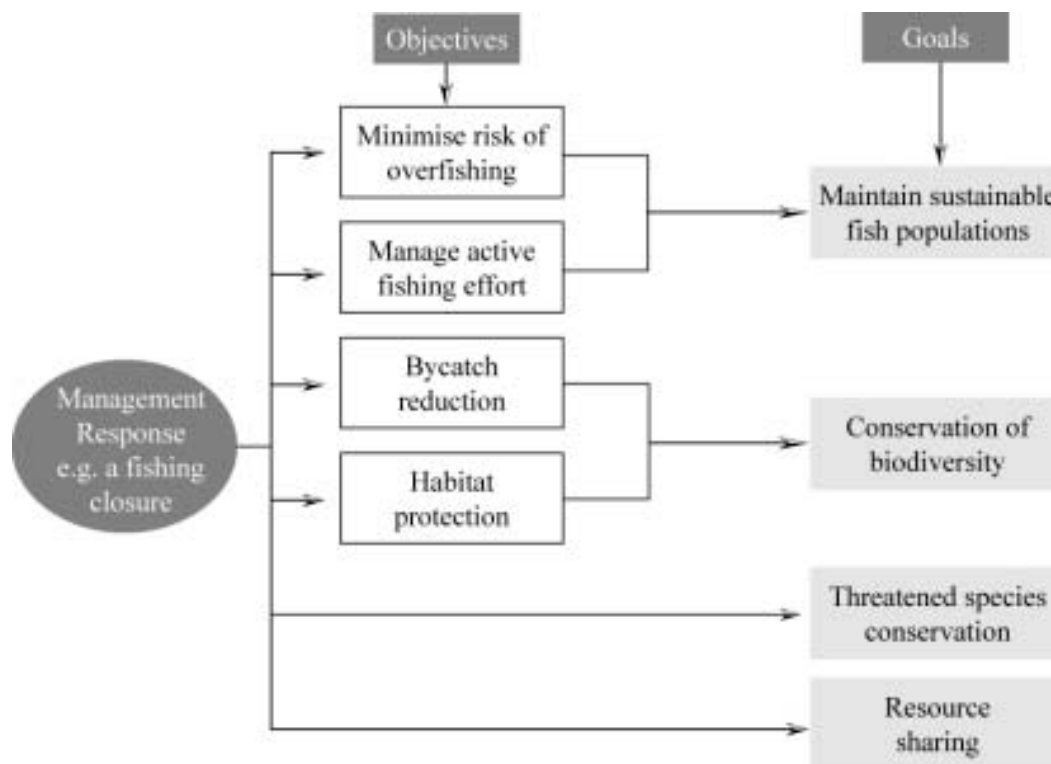 Objectives
Goals
Minimise risk of
overfishing
Maintain sustainable
fish populations
Manage active
fishing effort
Management
Response
e.g. a fishing
closure
Bycatch
reduction
Conservation of
biodiversity
Habitat
protection
Threatened species
conservation
Resource
sharing